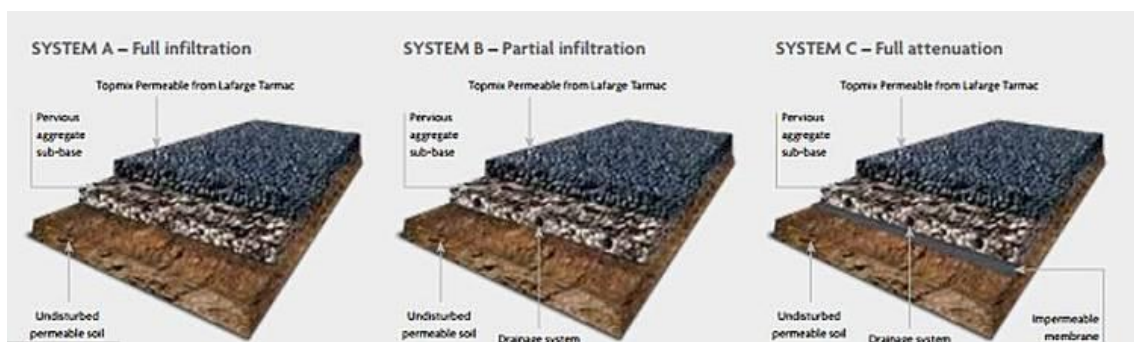 SYSTEM A – Full infiltration
Topmix Permeable from Lafarge Tarmac
Pervious
aggregate
sub-base
Undisturbed
permeable soil
SYSTEM B – Partial infiltration
Topmix Permeable from Lafarge Tarmac
Pervious
aggregate
sub-base
Undisturbed
permeable soil
Drainage system
SYSTEM C – Full attenuation
Topmix Permeable from Lafarge Tarmac
Pervious
aggregate
sub-base
Undisturbed
permeable soil
Drainage system
Impermeable
membrane